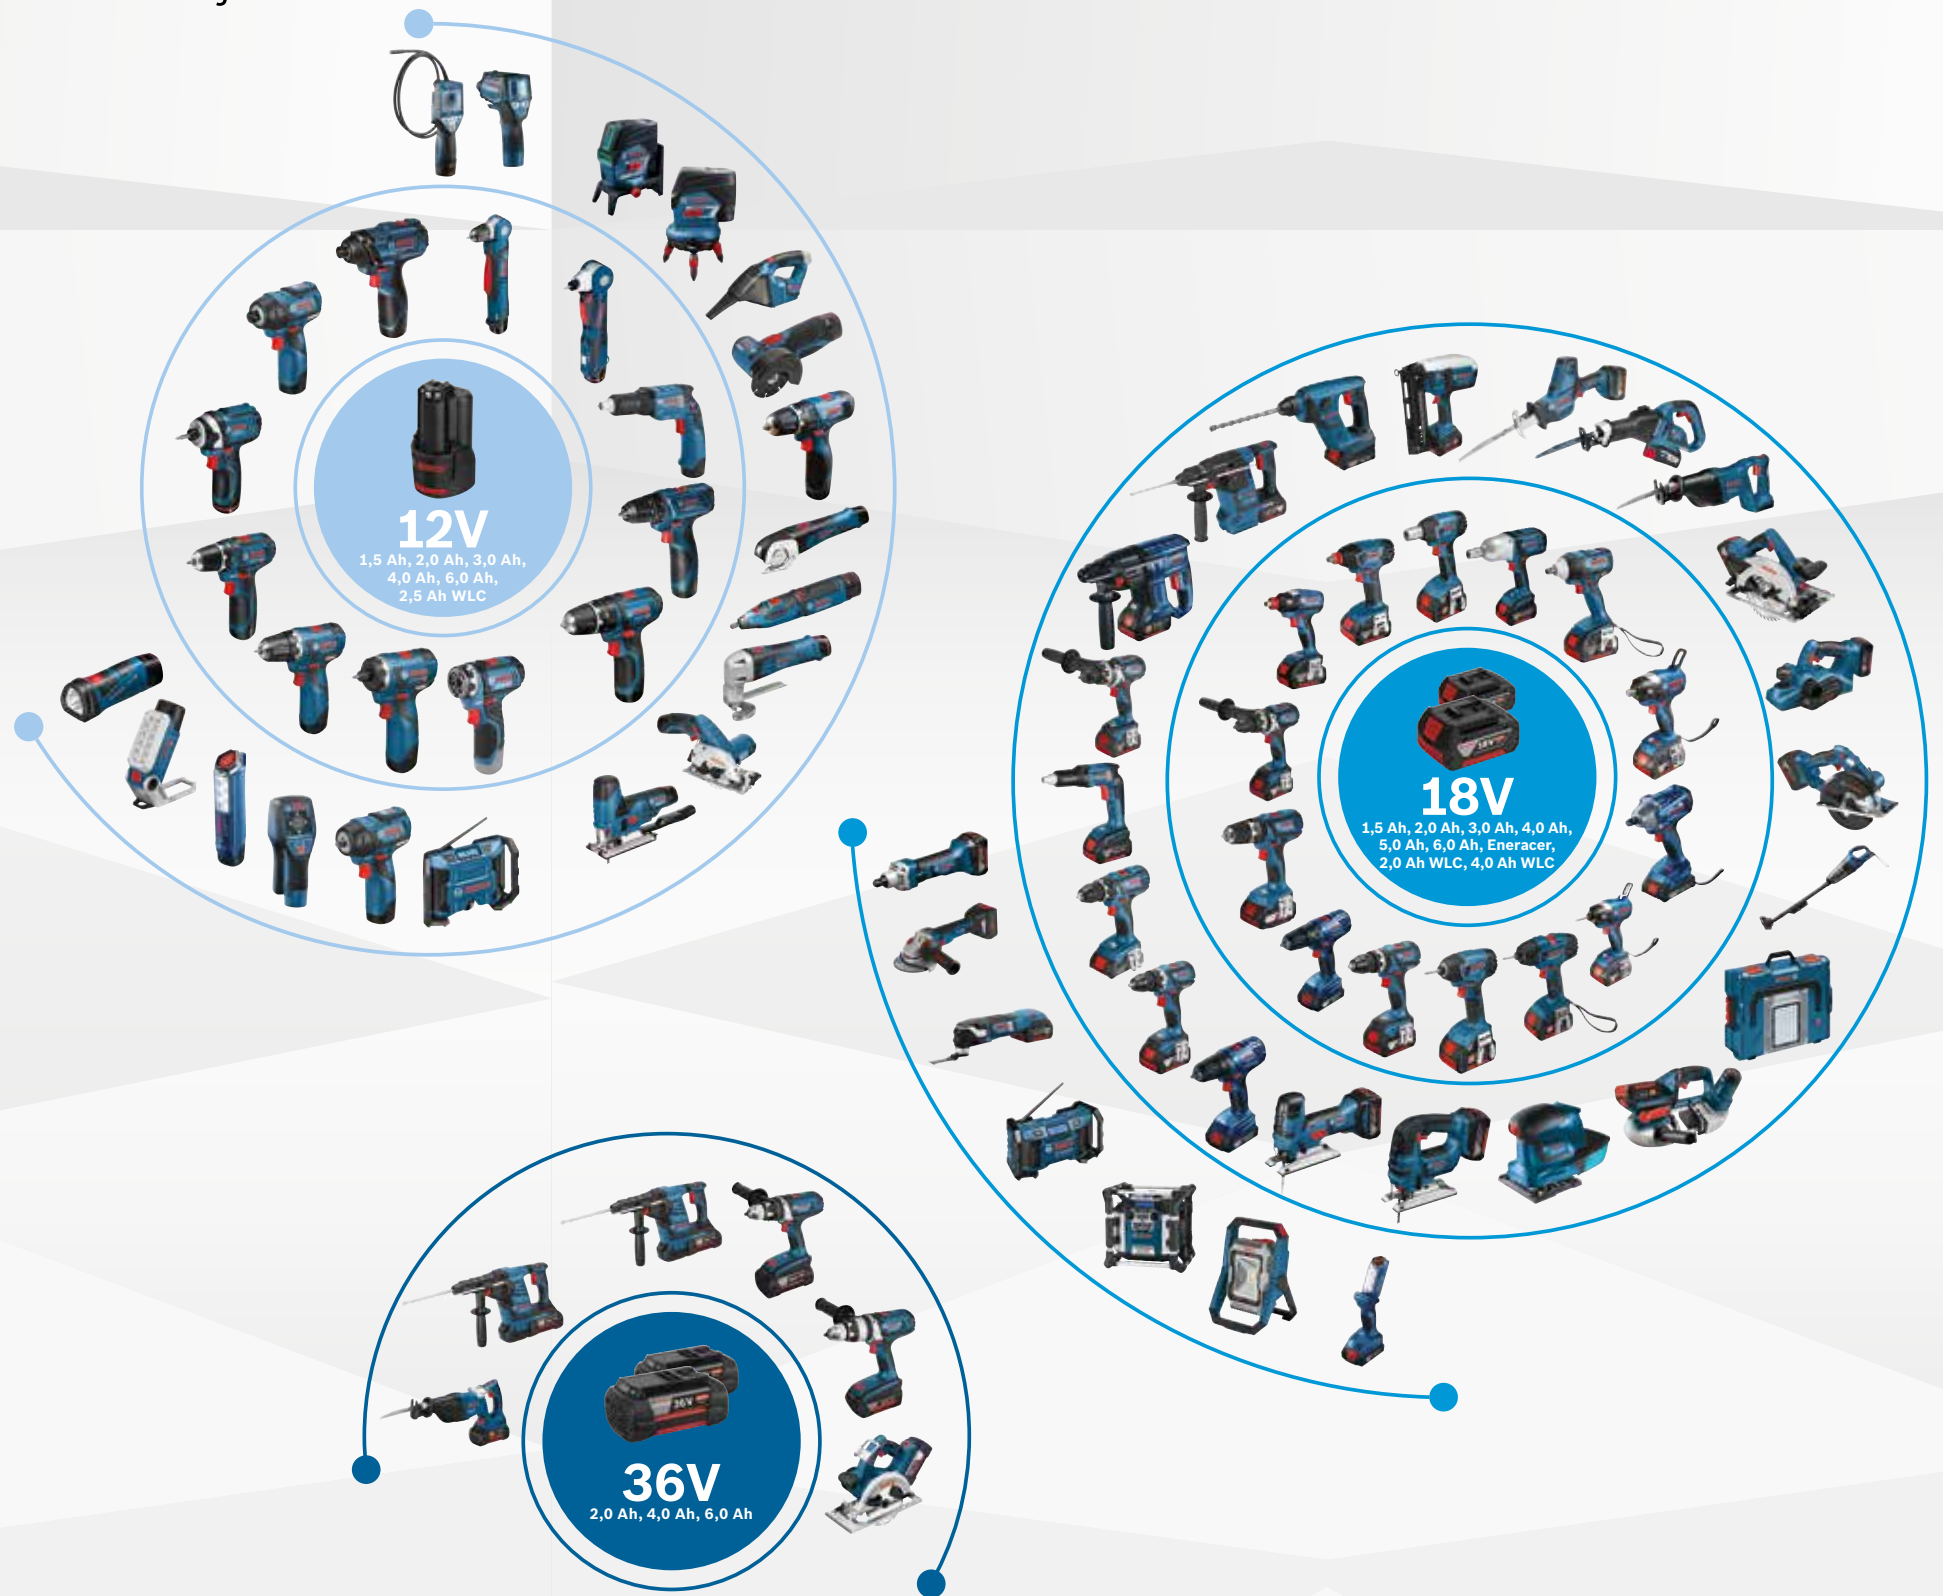 12V
1,5 Ah, 2,0 Ah, 3,0 Ah,
4,0 Ah, 6,0 Ah,
2,5 Ah WLC
18V
18V
1,5 Ah, 2,0 Ah, 3,0 Ah, 4,0 Ah,
5,0 Ah, 6,0 Ah, Eneracer,
2,0 Ah WLC, 4,0 Ah WLC
36V
36V
2,0 Ah, 4,0 Ah, 6,0 Ah